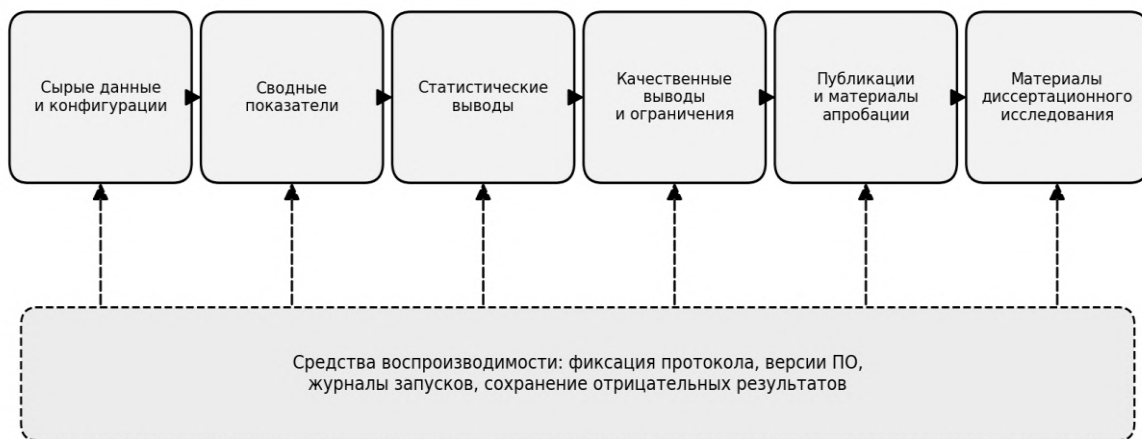 Сырые данные
и конфигурации
Сводные
показатели
Статистические
выводы
Качественные
выводы
и ограничения
Публикации
и материалы
апробации
Материалы
диссертационного
исследования
Средства воспроизводимости: фиксация протокола, версии ПО,
журналы запусков, сохранение отрицательных результатов